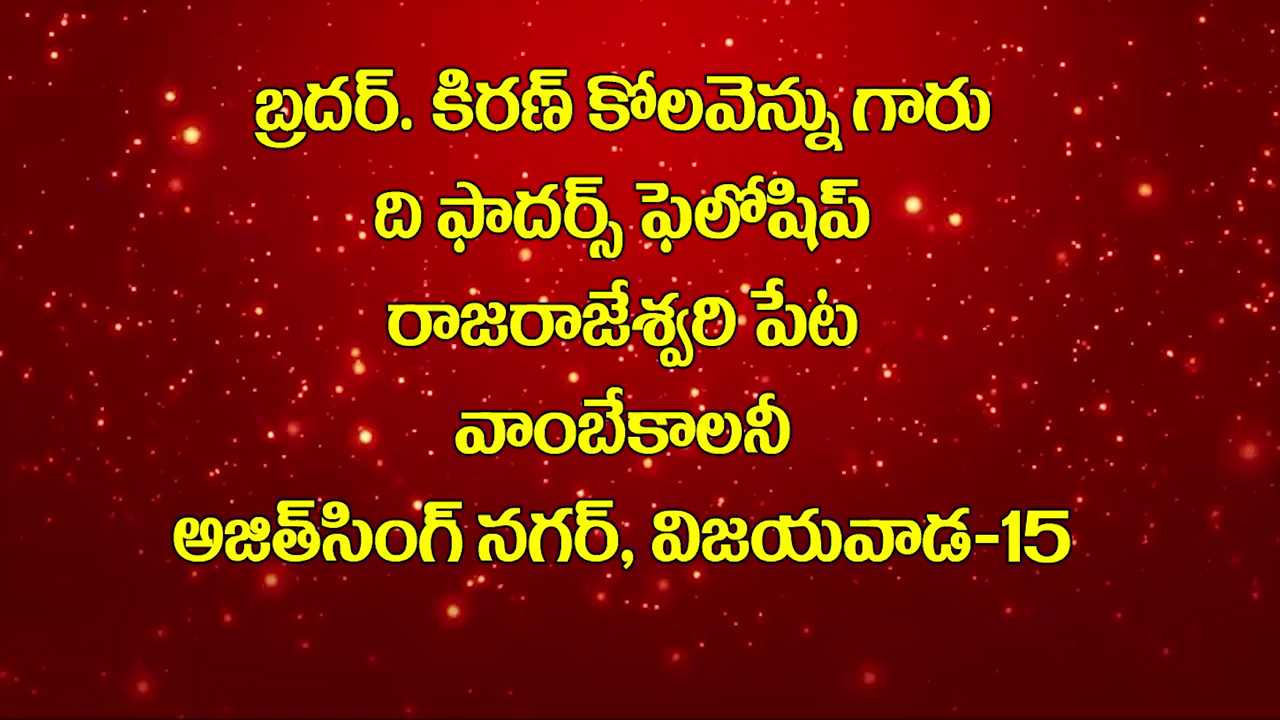 బ్రదర్. కిరణ్ కోలవెన్ను గారు
ది ఫాదర్స్ ఫెలోషిప్
రాజరాజేశ్వరి పేట
వాంబేకాలనీ
అజిత్‌సింగ్ నగర్, విజయవాడ-15